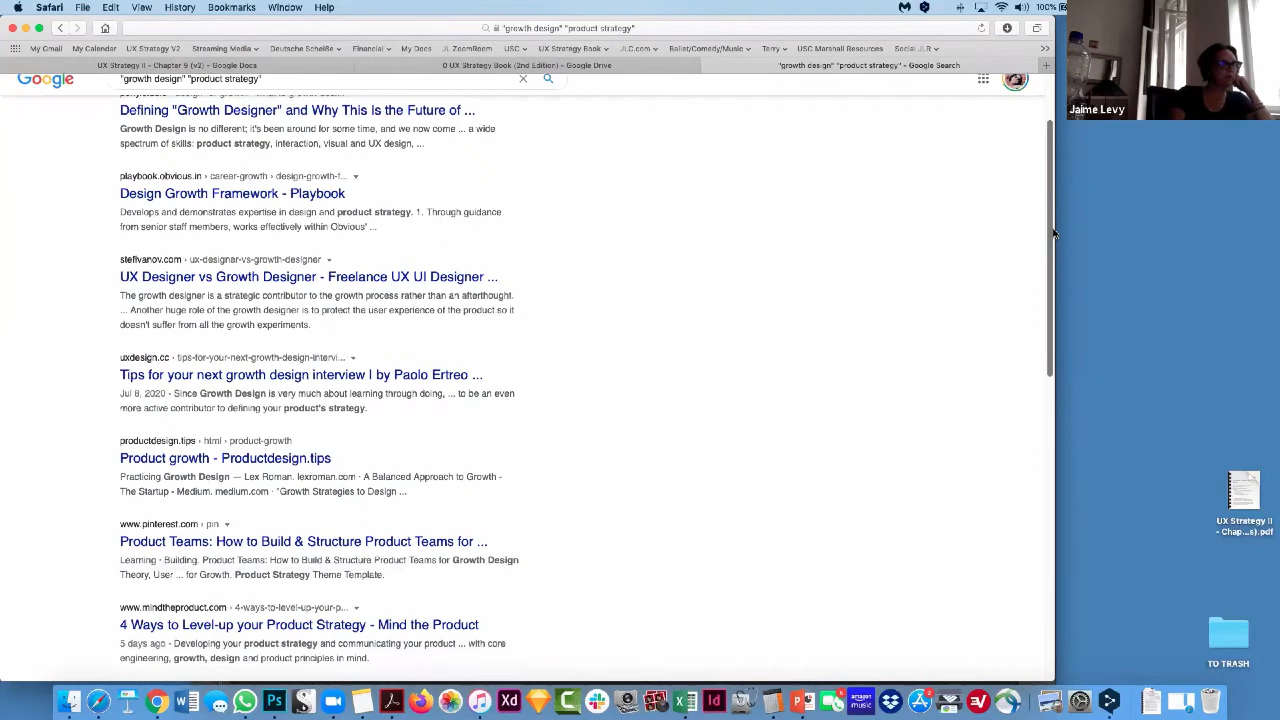 Safari File Edit View History Bookmarks Window Help 100%
"growth design" "product strategy"
My Gmail My Calendar UX Strategy V2 Streaming Media Deutsche Scheiße Financial My Docs JL ZoomRoom USC UX Strategy Book JLC.com Ballet/Comedy/Music Terry USC Marshall Resources Social JLR
UX Strategy II - Chapter 9 (v2) - Google Docs 0 UX Strategy Book (2nd Edition) - Google Drive "growth design" "product strategy" - Google Search
Jaime Levy
Google "growth design" "product strategy"
Defining "Growth Designer" and Why This is the Future of ...
Growth Design is no different; it's been around for some time, and we now come ... a wide
spectrum of skills: product strategy, interaction, visual and UX design, ...
playbook.obvious.in › career-growth › design-growth-f...
Design Growth Framework - Playbook
Develops and demonstrates expertise in design and product strategy. 1. Through guidance
from senior staff members, works effectively within Obvious' ...
stefivanov.com › ux-designer-vs-growth-designer
UX Designer vs Growth Designer - Freelance UX UI Designer ...
The growth designer is a strategic contributor to the growth process rather than an afterthought.
... Another huge role of the growth designer is to protect the user experience of the product so it
doesn't suffer from all the growth experiments.
uxdesign.cc › tips-for-your-next-growth-design-intervi...
Tips for your next growth design interview | by Paolo Ertreo ...
Jul 8, 2020 - Since Growth Design is very much about learning through doing, ... to be an even
more active contributor to defining your product's strategy.
productdesign.tips › html › product-growth
Product growth - Productdesign.tips
Practicing Growth Design — Lex Roman. lexroman.com · A Balanced Approach to Growth -
The Startup - Medium. medium.com · "Growth Strategies to Design ...
www.pinterest.com › pin
Product Teams: How to Build & Structure Product Teams for ...
Learning · Building. Product Teams: How to Build & Structure Product Teams for Growth Design
Theory, User ... for Growth. Product Strategy Theme Template.
www.mindtheproduct.com › 4-ways-to-level-up-your-p...
4 Ways to Level-up your Product Strategy - Mind the Product
5 days ago - Developing your product strategy and communicating your product ... with core
engineering, growth, design and product principles in mind.
UX Strategy II
- Chap...s).pdf
TO TRASH
Ps S Xd Id amazon music